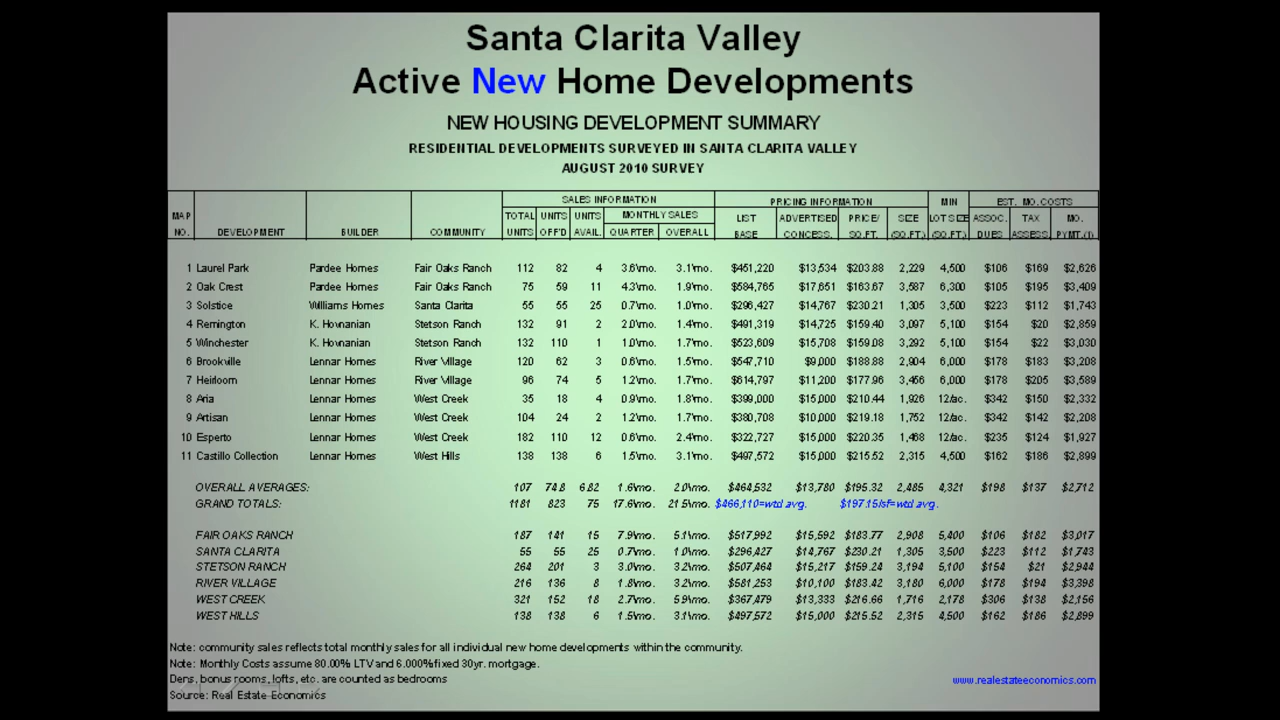 Santa Clarita Valley
Active New Home Developments
NEW HOUSING DEVELOPMENT SUMMARY
RESIDENTIAL DEVELOPMENTS SURVEYED IN SANTA CLARITA VALLEY
AUGUST 2010 SURVEY
SALES INFORMATION PRICING INFORMATION MIN EST. MO.COSTS
MAP TOTAL UNITS UNITS MONTHLY SALES LIST ADVERTISED PRICE/ SIZE LOT SIZE ASSOC. TAX MO.
NO. DEVELOPMENT BUILDER COMMUNITY UNITS OFF'D AVAIL. QUARTER OVERALL BASE CONCESS. SQ.FT. (SQ.FT.) (SQ.FT.) DUES ASSESS. PYMT.(1)
1 Laurel Park Pardee Homes Fair Oaks Ranch 112 82 4 3.6\mo. 3.1\mo. $451,220 $13,534 $203.88 2,229 4,500 $106 $169 $2,626
2 Oak Crest Pardee Homes Fair Oaks Ranch 75 59 11 4.3\mo. 1.9\mo. $584,765 $17,651 $163.67 3,587 6,300 $105 $195 $3,409
3 Solstice Williams Homes Santa Clarita 55 55 25 0.7\mo. 1.0\mo. $296,427 $14,767 $230.21 1,305 3,500 $223 $112 $1,743
4 Remington K. Hovnanian Stetson Ranch 132 91 2 2.0\mo. 1.4\mo. $491,319 $14,725 $159.40 3,097 5,100 $154 $20 $2,859
5 Winchester K. Hovnanian Stetson Ranch 132 110 1 1.0\mo. 1.7\mo. $523,609 $15,708 $159.08 3,292 5,100 $154 $22 $3,030
6 Brookville Lennar Homes River Village 120 62 3 0.6\mo. 1.5\mo. $547,710 $9,000 $188.88 2,904 6,000 $178 $183 $3,208
7 Heirloom Lennar Homes River Village 96 74 5 1.2\mo. 1.7\mo. $614,797 $11,200 $177.96 3,456 6,000 $178 $205 $3,589
8 Aria Lennar Homes West Creek 35 18 4 0.9\mo. 1.8\mo. $399,000 $15,000 $210.44 1,926 12/ac. $342 $150 $2,332
9 Artisan Lennar Homes West Creek 104 24 2 1.2\mo. 1.7\mo. $380,708 $10,000 $219.18 1,752 12/ac. $342 $142 $2,208
10 Esperto Lennar Homes West Creek 182 110 12 0.6\mo. 2.4\mo. $322,727 $15,000 $220.35 1,468 12/ac. $235 $124 $1,927
11 Castillo Collection Lennar Homes West Hills 138 138 6 1.5\mo. 3.1\mo. $497,572 $15,000 $215.52 2,315 4,500 $162 $186 $2,899
OVERALL AVERAGES: 107 74.8 6.82 1.6\mo. 2.0\mo. $464,532 $13,780 $195.32 2,485 4,321 $198 $137 $2,712
GRAND TOTALS: 1181 823 75 17.6\mo. 21.5\mo. $466,110=wtd avg. $197.15/sf=wtd avg.
FAIR OAKS RANCH 187 141 15 7.9\mo. 5.1\mo. $517,992 $15,592 $183.77 2,908 5,400 $106 $182 $3,017
SANTA CLARITA 55 55 25 0.7\mo. 1.0\mo. $296,427 $14,767 $230.21 1,305 3,500 $223 $112 $1,743
STETSON RANCH 264 201 3 3.0\mo. 3.2\mo. $507,464 $15,217 $159.24 3,194 5,100 $154 $21 $2,944
RIVER VILLAGE 216 136 8 1.8\mo. 3.2\mo. $581,253 $10,100 $183.42 3,180 6,000 $178 $194 $3,398
WEST CREEK 321 152 18 2.7\mo. 5.9\mo. $367,479 $13,333 $216.66 1,716 2,178 $306 $138 $2,156
WEST HILLS 138 138 6 1.5\mo. 3.1\mo. $497,572 $15,000 $215.52 2,315 4,500 $162 $186 $2,899
Note: community sales reflects total monthly sales for all individual new home developments within the community.
Note: Monthly Costs assume 80.00% LTV and 6.000% fixed 30yr. mortgage.
Dens, bonus rooms, lofts, etc. are counted as bedrooms
www.realestateeconomics.com
Source: Real Estate Economics